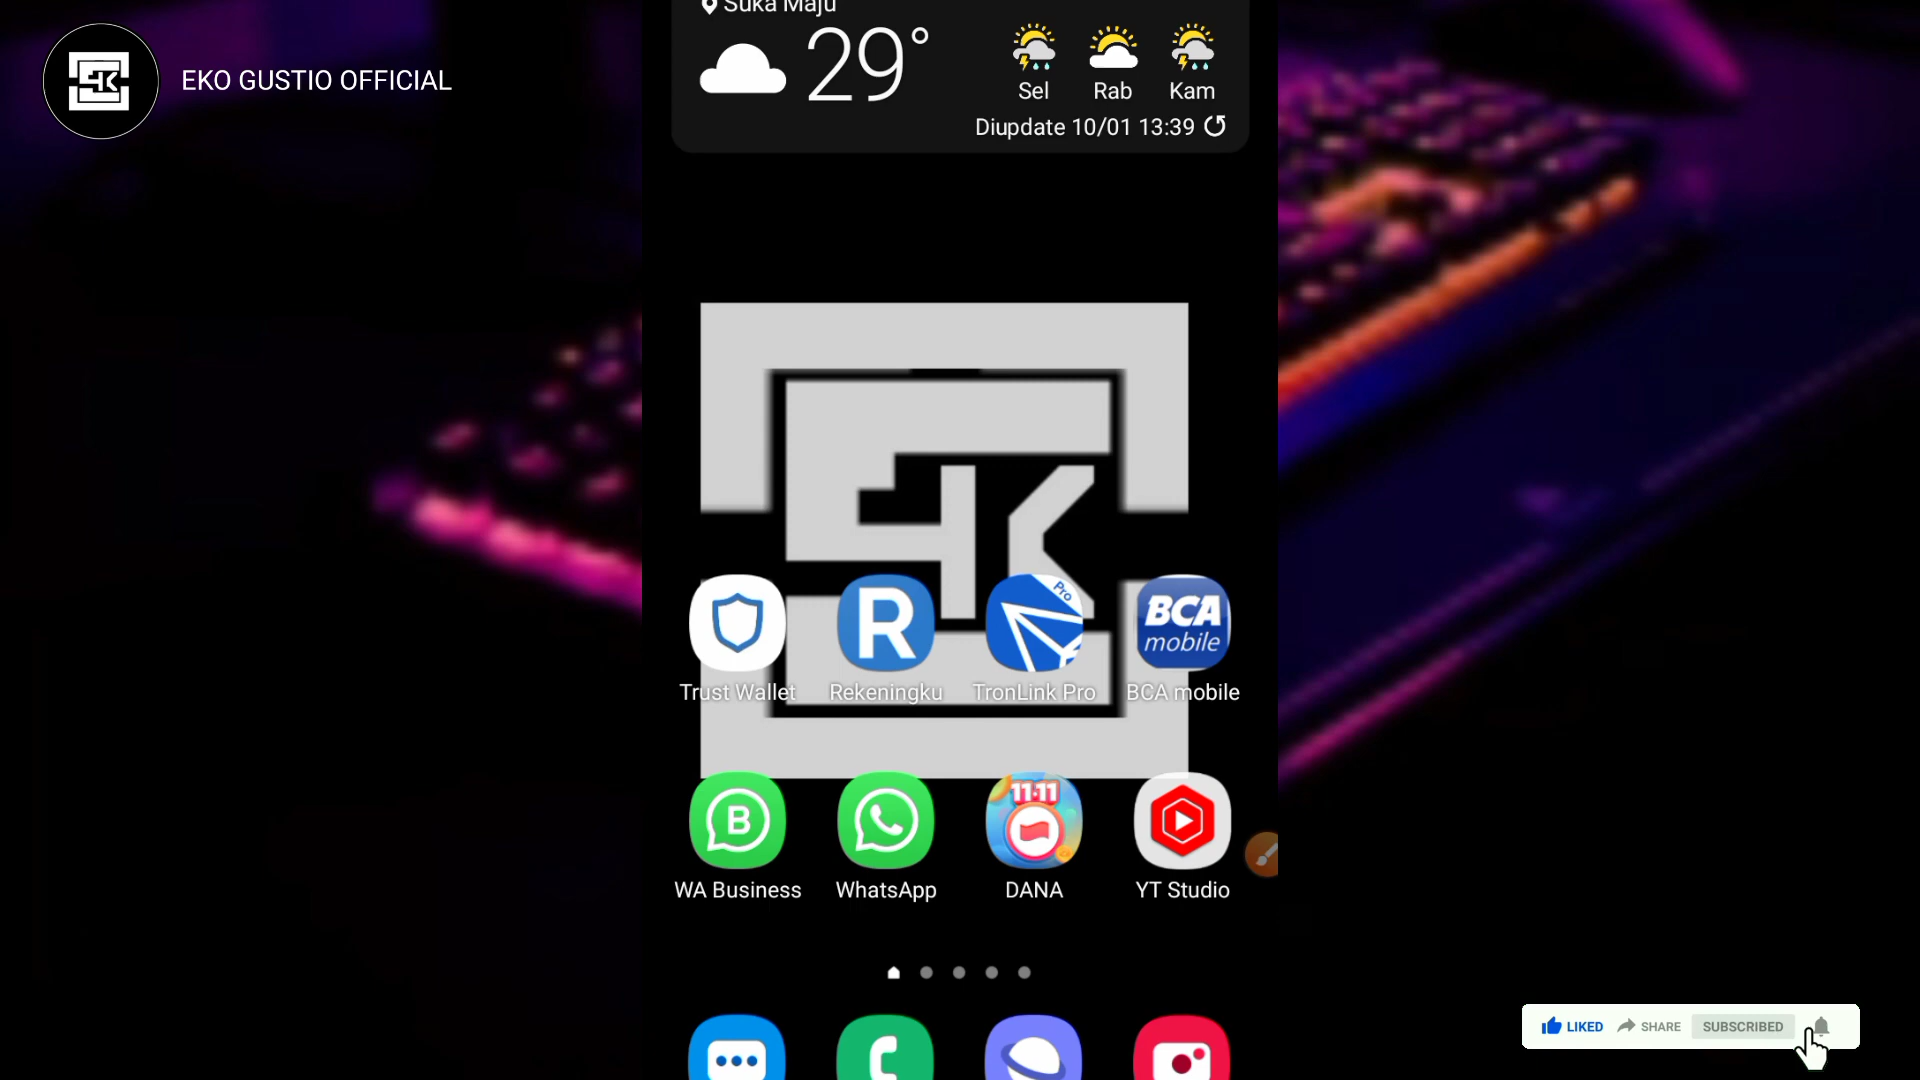 EKO GUSTIO OFFICIAL
Suka Maju
29°
Sel Rab Kam
Diupdate 10/01 13:39
Pro
R
BCA
mobile
Trust Wallet Rekeningku TronLink Pro BCA mobile
B
11.11
WA Business WhatsApp DANA YT Studio
LIKED SHARE SUBSCRIBED